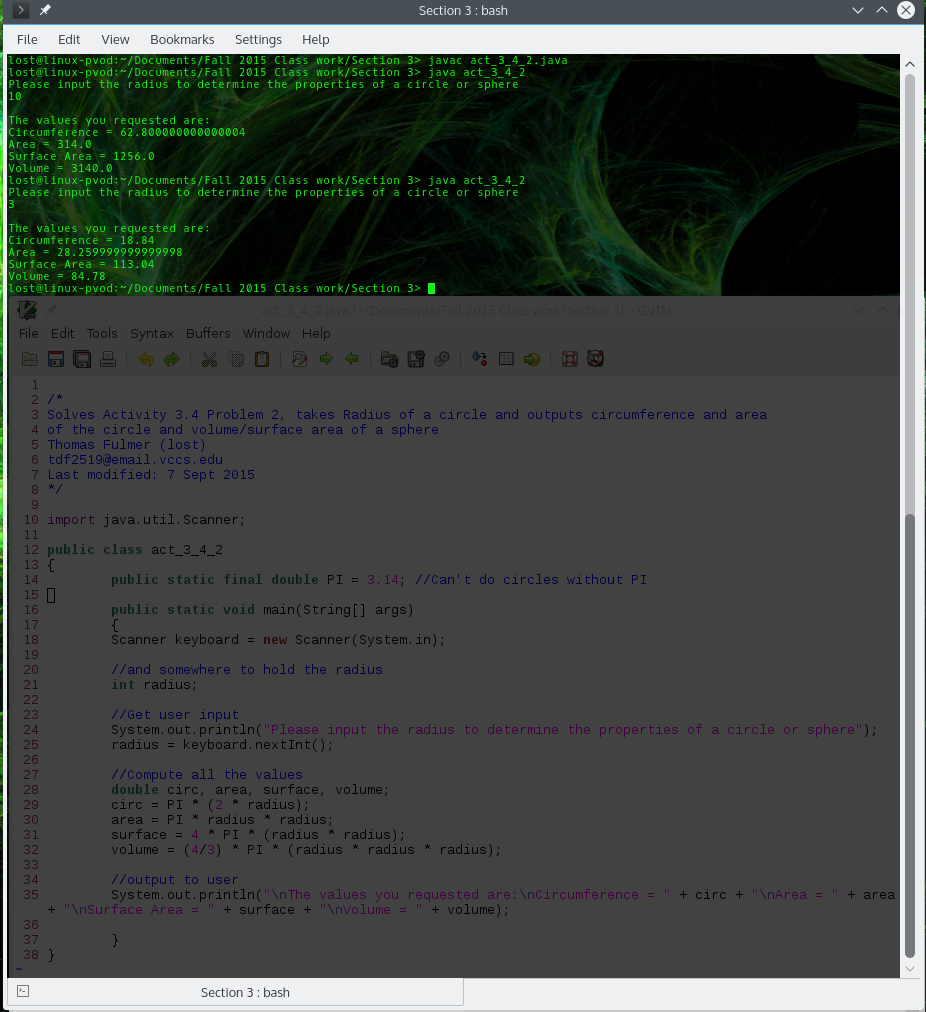 Section 3 : bash
File Edit View Bookmarks Settings Help
lost@linux-pvod:~/Documents/Fall 2015 Class work/Section 3> javac act_3_4_2.java
lost@linux-pvod:~/Documents/Fall 2015 Class work/Section 3> java act_3_4_2
Please input the radius to determine the properties of a circle or sphere
10
The values you requested are:
Circumference = 62.800000000000004
Area = 314.0
Surface Area = 1256.0
Volume = 3140.0
lost@linux-pvod:~/Documents/Fall 2015 Class work/Section 3> java act_3_4_2
Please input the radius to determine the properties of a circle or sphere
3
The values you requested are:
Circumference = 18.84
Area = 28.259999999999998
Surface Area = 113.04
Volume = 84.78
lost@linux-pvod:~/Documents/Fall 2015 Class work/Section 3>
act_3_4_2.java (~/Documents/Fall 2015 Class work/Section 3) - GVIM
File Edit Tools Syntax Buffers Window Help
1
2 /*
3 Solves Activity 3.4 Problem 2, takes Radius of a circle and outputs circumference and area
4 of the circle and volume/surface area of a sphere
5 Thomas Fulmer (lost)
6 tdf2519@email.vccs.edu
7 Last modified: 7 Sept 2015
8 */
9
10 import java.util.Scanner;
11
12 public class act_3_4_2
13 {
14 public static final double PI = 3.14; //Can't do circles without PI
15
16 public static void main(String[] args)
17 {
18 Scanner keyboard = new Scanner(System.in);
19
20 //and somewhere to hold the radius
21 int radius;
22
23 //Get user input
24 System.out.println("Please input the radius to determine the properties of a circle or sphere");
25 radius = keyboard.nextInt();
26
27 //Compute all the values
28 double circ, area, surface, volume;
29 circ = PI * (2 * radius);
30 area = PI * radius * radius;
31 surface = 4 * PI * (radius * radius);
32 volume = (4/3) * PI * (radius * radius * radius);
33
34 //output to user
35 System.out.println("\nThe values you requested are:\nCircumference = " + circ + "\nArea = " + area
+ "\nSurface Area = " + surface + "\nVolume = " + volume);
36
37 }
38 }
~
Section 3 : bash